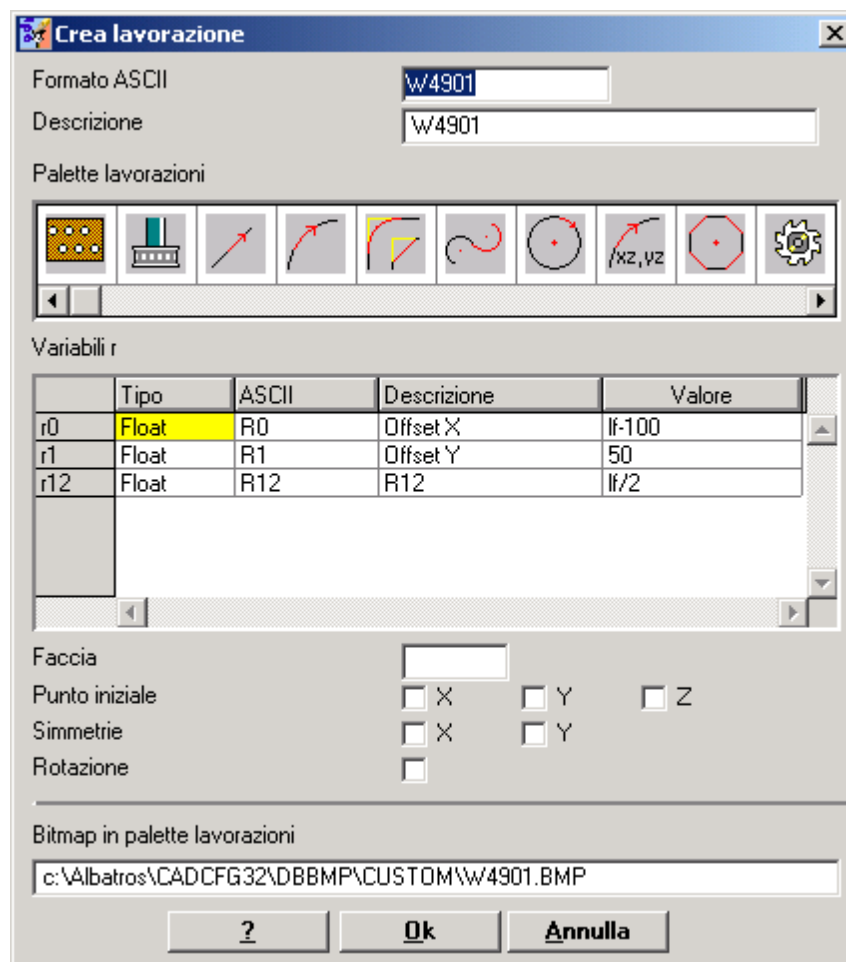 Crea lavorazione
Formato ASCII W4901
Descrizione W4901
Palette lavorazioni
xz,yz
Variabili r
Tipo ASCII Descrizione Valore
r0 Float R0 Offset X lf-100
r1 Float R1 Offset Y 50
r12 Float R12 R12 lf/2
Faccia
Punto iniziale X Y Z
Simmetrie X Y
Rotazione
Bitmap in palette lavorazioni
c:\Albatros\CADCFG32\DBBMP\CUSTOM\W4901.BMP
? Ok Annulla